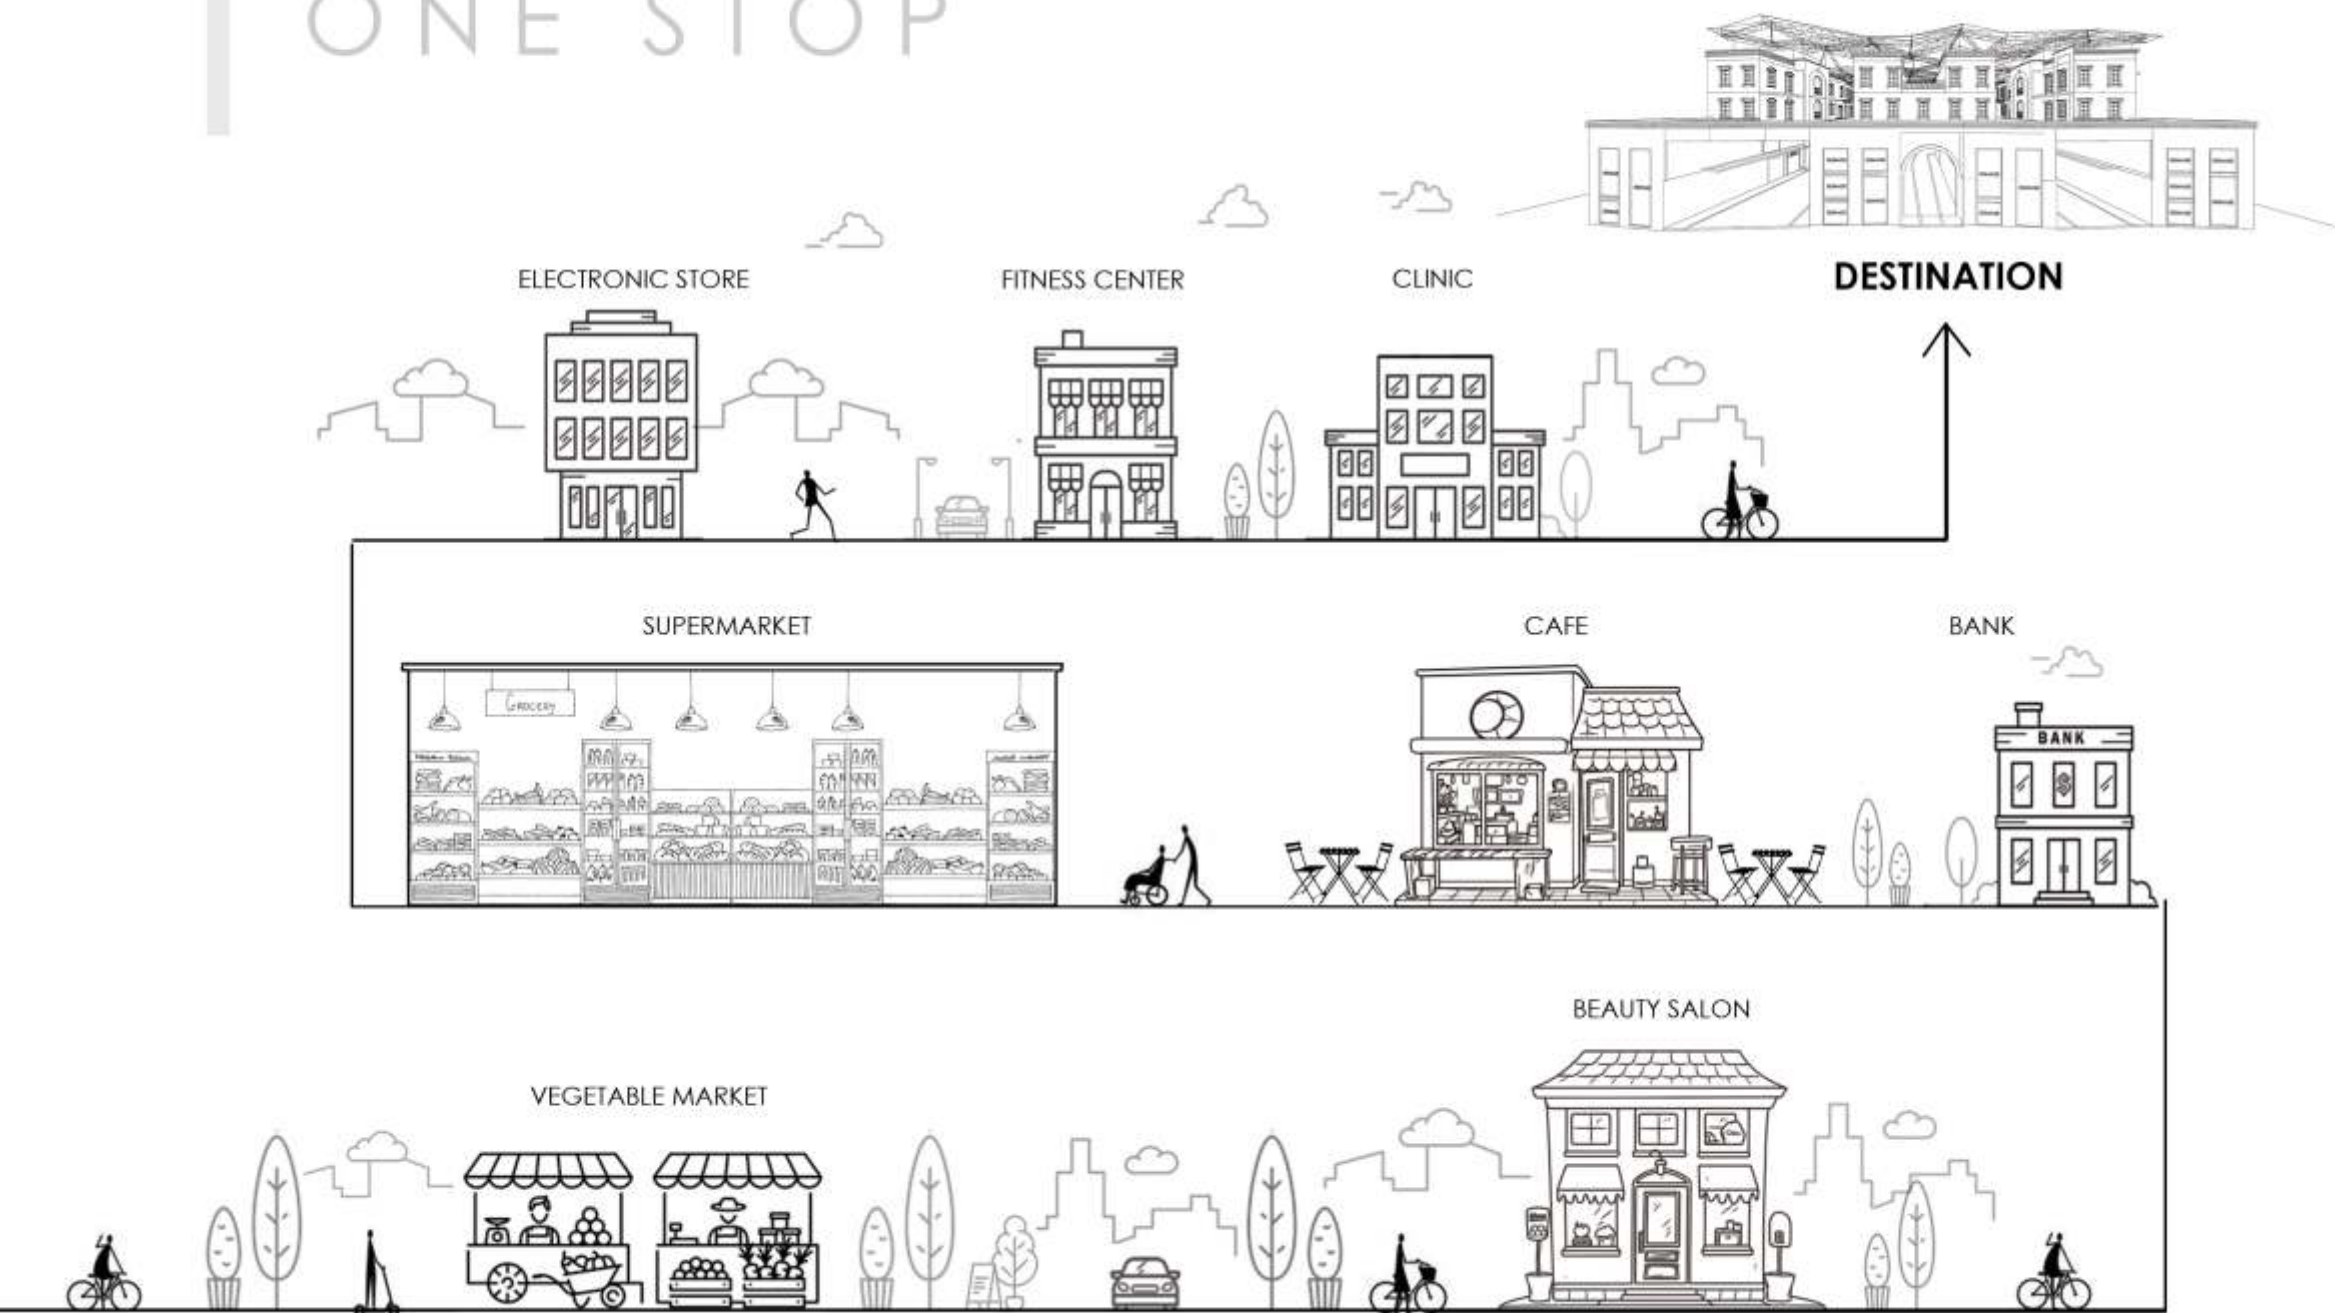 ONE STOP
DESTINATION
ELECTRONIC STORE
FITNESS CENTER
CLINIC
SUPERMARKET
CAFE
BANK
GROCERY
BANK
$
BEAUTY SALON
VEGETABLE MARKET